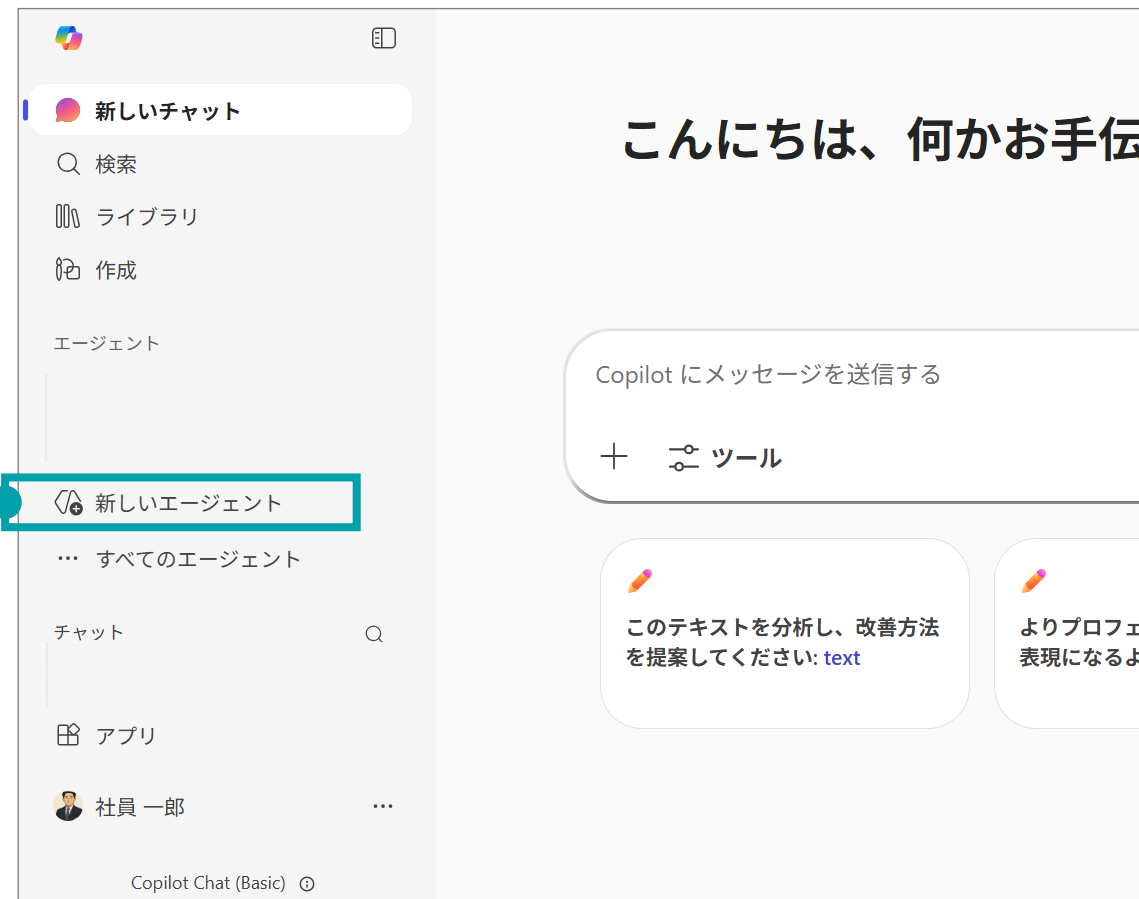 新しいチャット
検索
ライブラリ
作成
エージェント
新しいエージェント
すべてのエージェント
チャット
アプリ
社員 一郎
Copilot Chat (Basic)
こんにちは、何かお手伝
Copilot にメッセージを送信する
ツール
このテキストを分析し、改善方法
を提案してください: text
よりプロフェ
表現になるよ